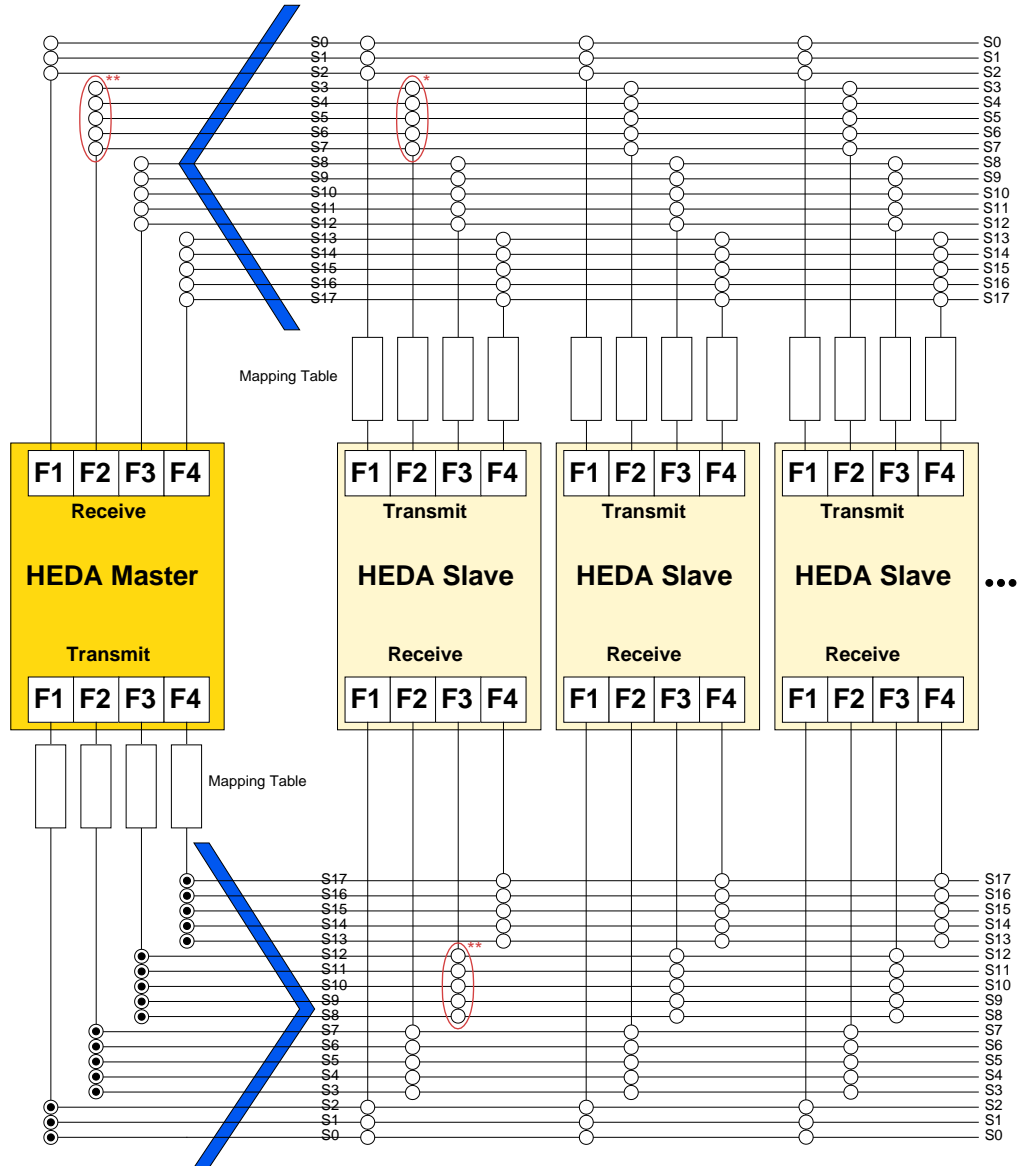 S0 S0
S1 S1
S2 S2
** * S3 S3
S4 S4
S5 S5
S6 S6
S7 S7
S8 S8
S9 S9
S10 S10
S11 S11
S12 S12
S13 S13
S14 S14
S15 S15
S16 S16
S17 S17
Mapping Table
F1 F2 F3 F4 F1 F2 F3 F4 F1 F2 F3 F4 F1 F2 F3 F4
Receive Transmit Transmit Transmit
HEDA Master HEDA Slave HEDA Slave HEDA Slave ...
Transmit Receive Receive Receive
F1 F2 F3 F4 F1 F2 F3 F4 F1 F2 F3 F4 F1 F2 F3 F4
Mapping Table
S17 S17
S16 S16
S15 S15
S14 S14
S13 S13
** 
S12 S12
S11 S11
S10 S10
S9 S9
S8 S8
S7 S7
S6 S6
S5 S5
S4 S4
S3 S3
S2 S2
S1 S1
S0 S0